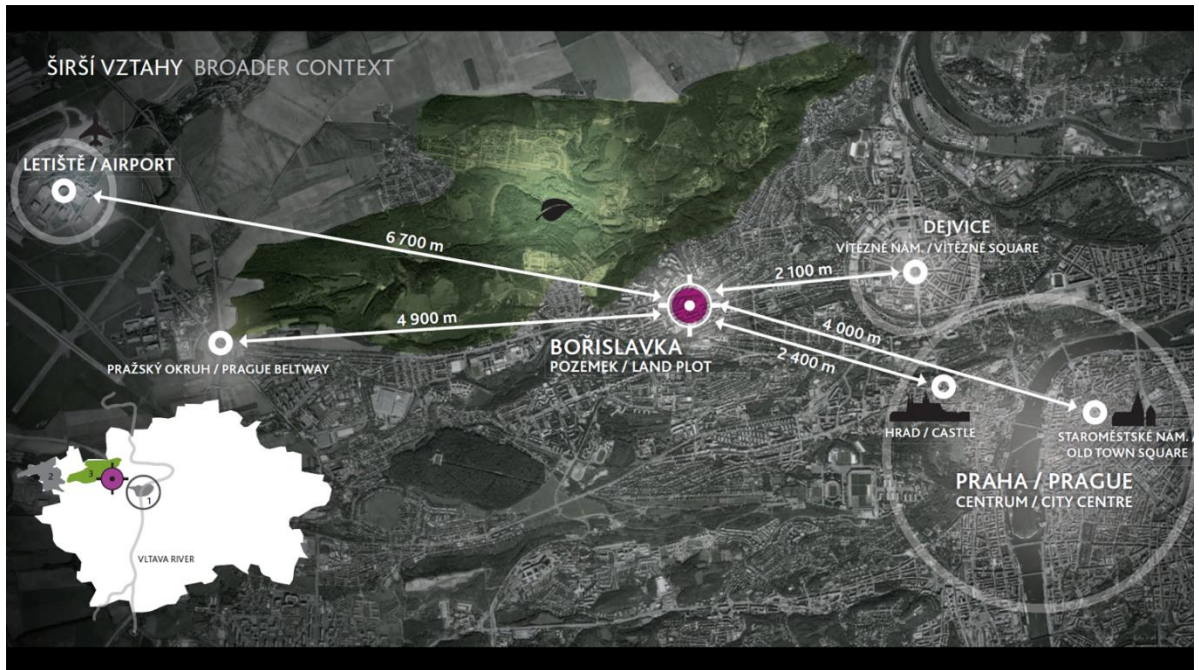 ŠIRŠÍ VZTAHY BROADER CONTEXT
LETIŠTĚ / AIRPORT
6 700 m
DEJVICE
VÍTĚZNÉ NÁM. / VÍTĚZNÉ SQUARE
2 100 m
4 900 m
4 000 m
2 400 m
BOŘISLAVKA
POZEMEK / LAND PLOT
PRAŽSKÝ OKRUH / PRAGUE BELTWAY
HRAD / CASTLE
STAROMĚSTSKÉ NÁM. /
OLD TOWN SQUARE
PRAHA / PRAGUE
CENTRUM / CITY CENTRE
2
3
1
VLTAVA RIVER